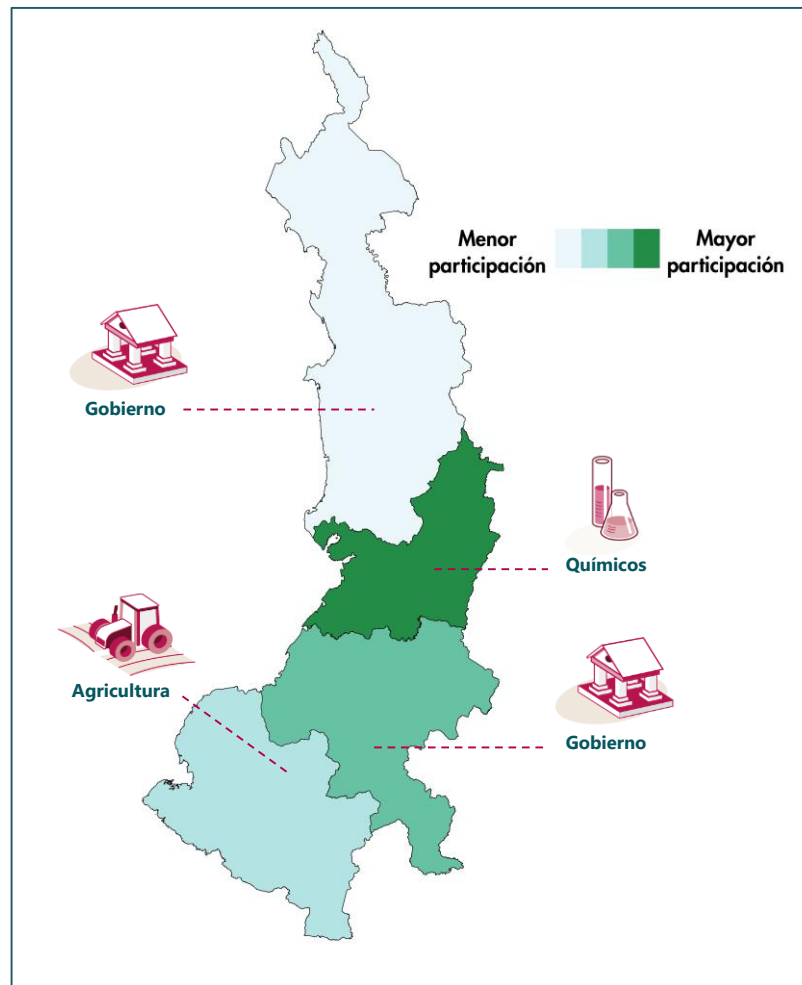 Menor
participación
Mayor
participación
Gobierno
Químicos
Agricultura
Gobierno